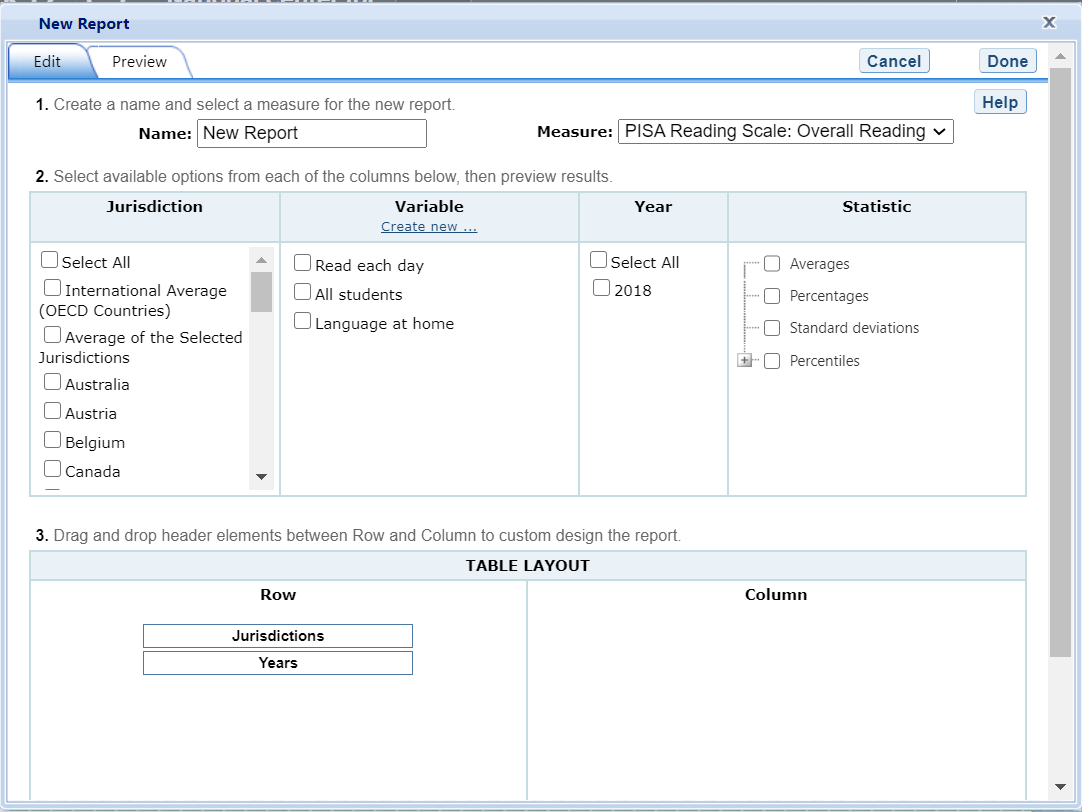 New Report
Edit
Preview
Cancel
Done
Help
1. Create a name and select a measure for the new report.
Name: New Report
Measure: PISA Reading Scale: Overall Reading
2. Select available options from each of the columns below, then preview results.
Jurisdiction
Variable
Create new ...
Year
Statistic
Select All
International Average
(OECD Countries)
Average of the Selected
Jurisdictions
Australia
Austria
Belgium
Canada
Read each day
All students
Language at home
Select All
2018
Averages
Percentages
Standard deviations
Percentiles
3. Drag and drop header elements between Row and Column to custom design the report.
TABLE LAYOUT
Row
Column
Jurisdictions
Years